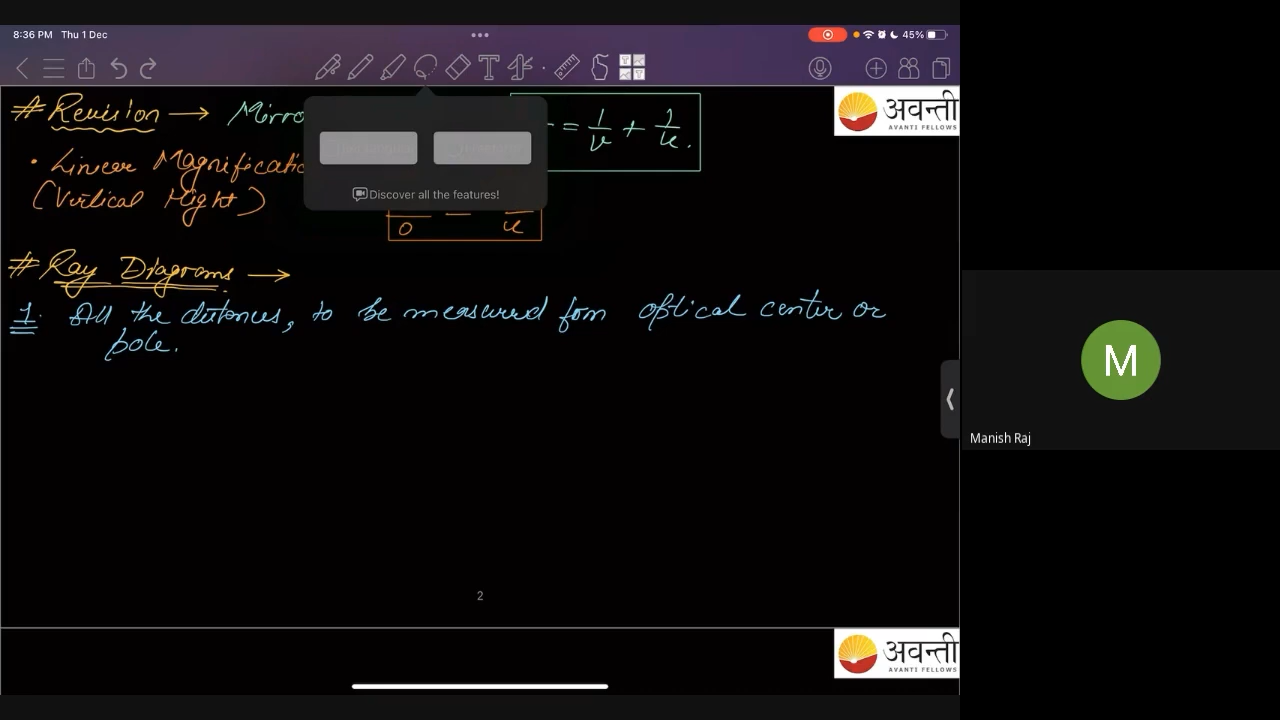 8:36 PM Thu 1 Dec
45%
# Revision → Mirro
= 1/v + 1/u.
अवन्ती
AVANTI FELLOWS
• Linear Magnificatio
Discover all the features!
(Virtical Hight)
O = u
# Ray Diagrams →
1. All the distances, to be measured from optical center or
pole.
M
Manish Raj
2
अवन्ती
AVANTI FELLOWS